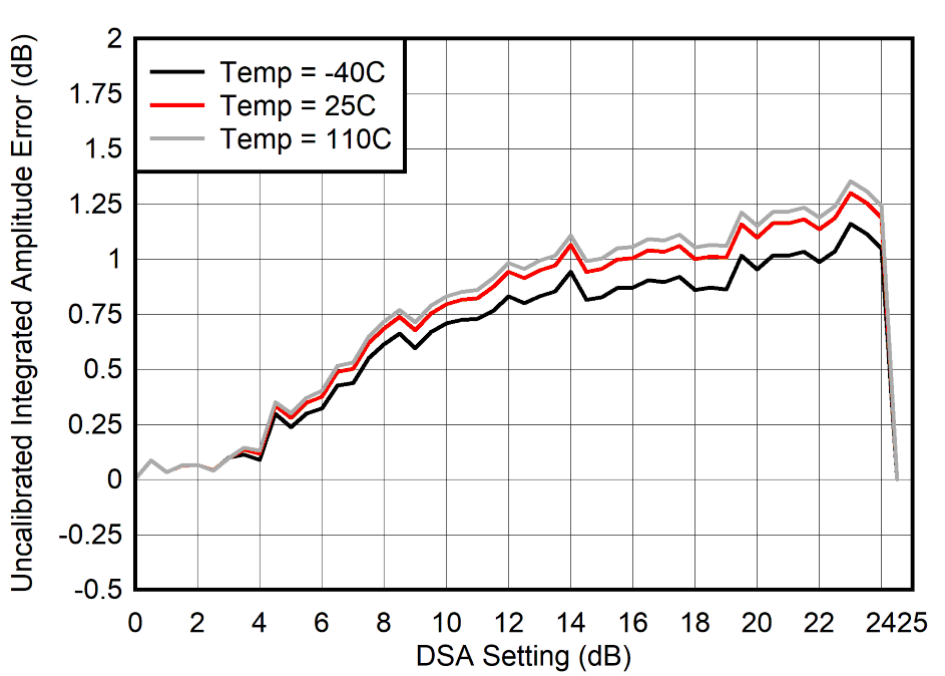 Uncalibrated Integrated Amplitude Error (dB)
2
1.75
1.5
1.25
1
0.75
0.5
0.25
0
-0.25
-0.5
Temp = -40C
Temp = 25C
Temp = 110C
0 2 4 6 8 10 12 14 16 18 20 22 2425
DSA Setting (dB)